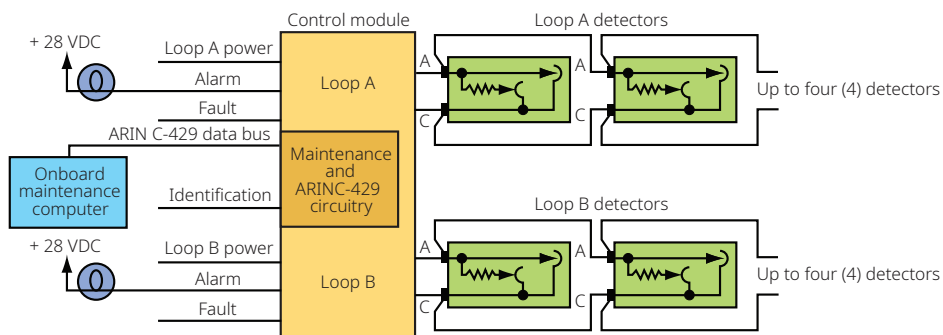 Control module
Loop A detectors
+ 28 VDC
Loop A power
Alarm
Fault
Loop A
A
C
A
C
Up to four (4) detectors
ARIN C-429 data bus
Onboard
maintenance
computer
Maintenance
and
ARINC-429
circuitry
Identification
Loop B detectors
+ 28 VDC
Loop B power
Alarm
Fault
Loop B
A
C
A
C
Up to four (4) detectors